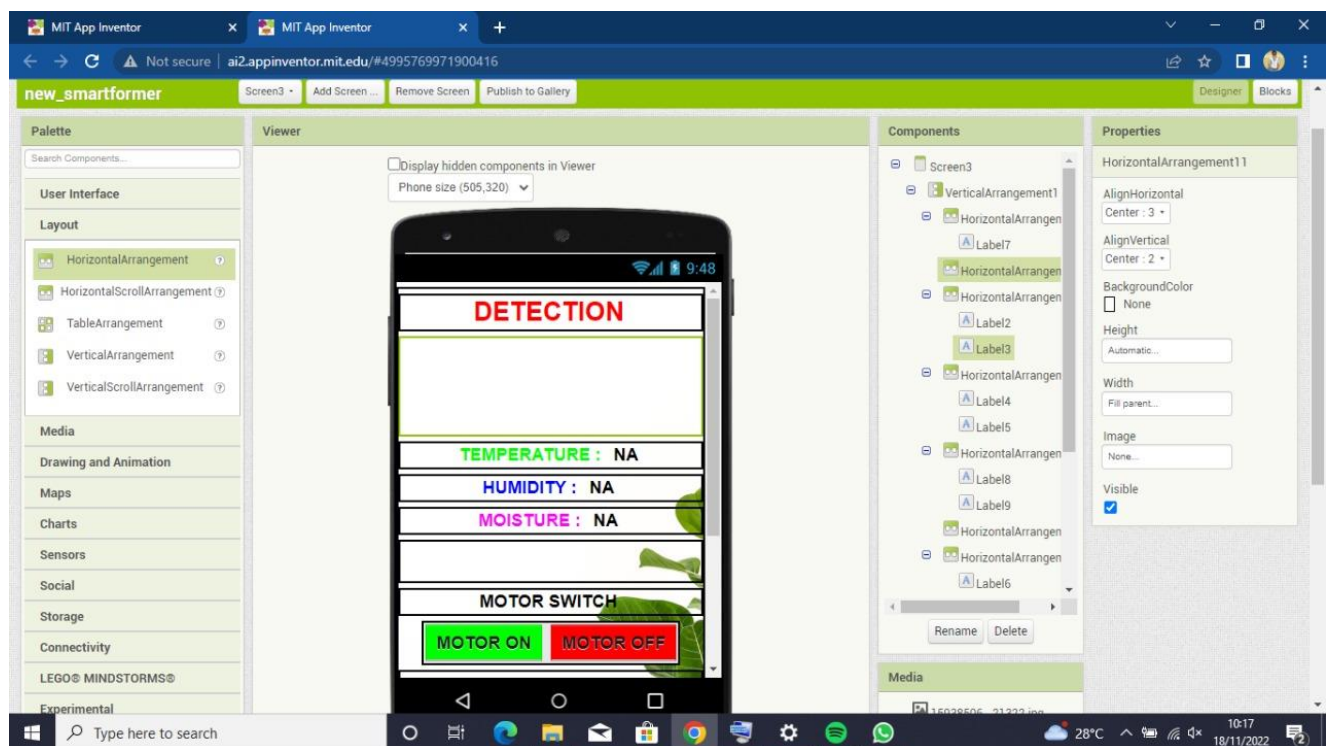 MIT App Inventor
MIT App Inventor
Not secure | ai2.appinventor.mit.edu/#4995769971900416
new_smartformer
Screen3
Add Screen ...
Remove Screen
Publish to Gallery
Designer
Blocks
Palette
Viewer
Components
Properties
Search Components...
User Interface
Layout
HorizontalArrangement
HorizontalScrollArrangement
TableArrangement
VerticalArrangement
VerticalScrollArrangement
Media
Drawing and Animation
Maps
Charts
Sensors
Social
Storage
Connectivity
LEGO® MINDSTORMS®
Experimental
Display hidden components in Viewer
Phone size (505,320)
9:48
DETECTION
TEMPERATURE : NA
HUMIDITY : NA
MOISTURE : NA
MOTOR SWITCH
MOTOR ON
MOTOR OFF
Screen3
VerticalArrangement1
HorizontalArrangen
Label7
HorizontalArrangen
HorizontalArrangen
Label2
Label3
HorizontalArrangen
Label4
Label5
HorizontalArrangen
Label8
Label9
HorizontalArrangen
HorizontalArrangen
Label6
Rename
Delete
Media
HorizontalArrangement11
AlignHorizontal
Center : 3
AlignVertical
Center : 2
BackgroundColor
None
Height
Automatic...
Width
Fill parent...
Image
None...
Visible
Type here to search
28°C
10:17
18/11/2022